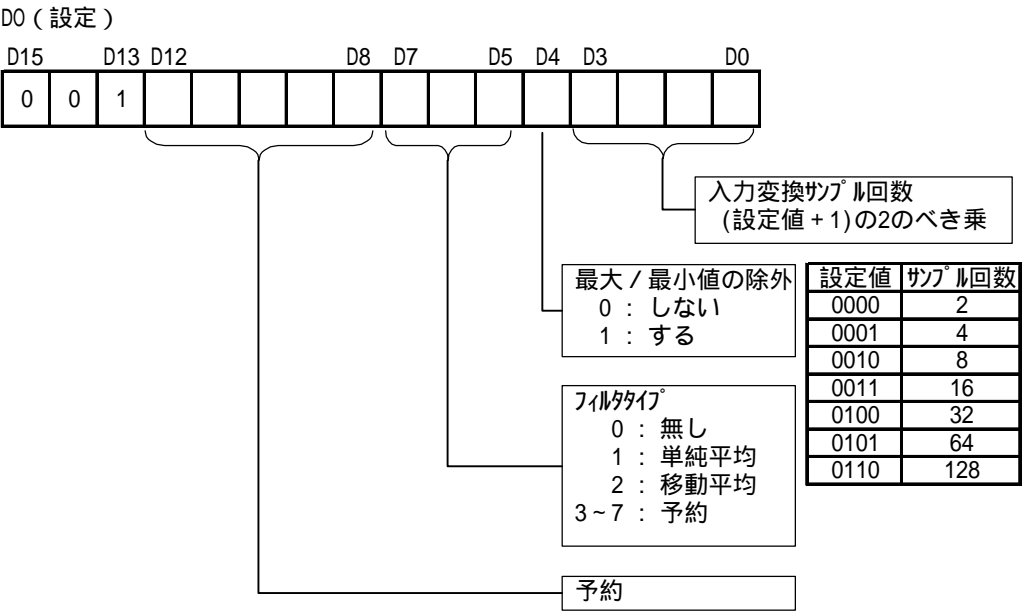 DO（設定）
D15 D13 D12 D8 D7 D5 D4 D3 D0
0 0 1
入力変換ｻﾝﾌﾟﾙ回数
(設定値＋1)の2のべき乗
最大／最小値の除外
0：しない
1：する
設定値 ｻﾝﾌﾟﾙ回数
0000 2
0001 4
0010 8
0011 16
0100 32
0101 64
0110 128
ﾌｨﾙﾀﾀｲﾌﾟ
0：無し
1：単純平均
2：移動平均
3~7：予約
予約